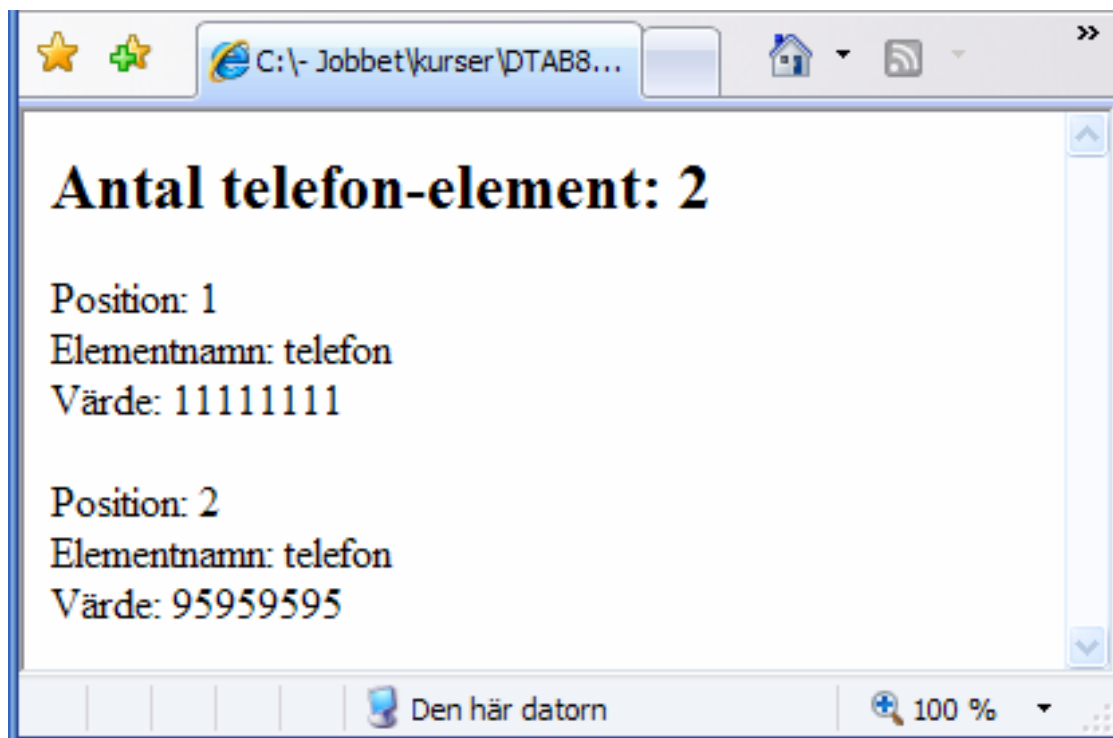 C:\- Jobbet\kurser\DTAB8...
Antal telefon-element: 2
Position: 1
Elementnamn: telefon
Värde: 11111111
Position: 2
Elementnamn: telefon
Värde: 95959595
Den här datorn
100 %